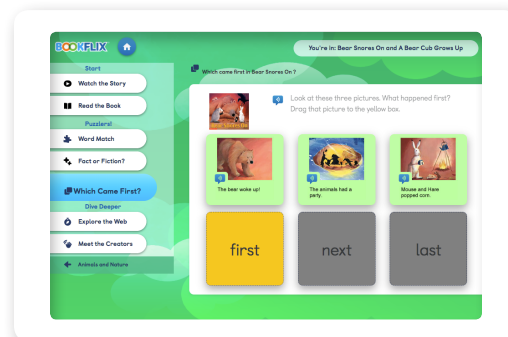 BOOKFLIX
You're in: Bear Snores On and A Bear Cub Grows Up
Start
Watch the Story
Read the Book
Puzzlers!
Word Match
Fact or Fiction?
Which Came First?
Dive Deeper
Explore the Web
Meet the Creators
Animals and Nature
Which came first in Bear Snores On ?
Look at these three pictures. What happened first?
Drag that picture to the yellow box.
BEAR SNORES ON
The bear woke up!
The animals had a
party.
Mouse and Hare
popped corn.
first
next
last